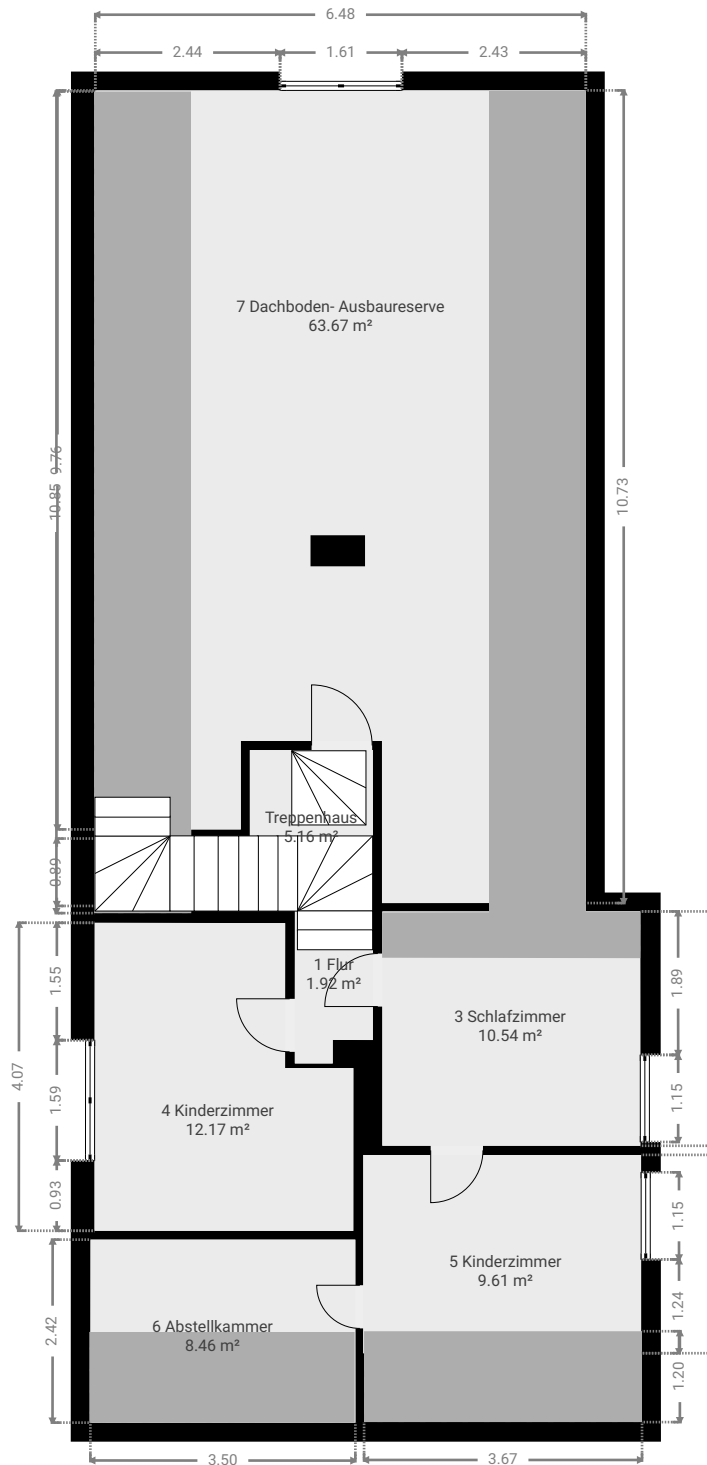 6.48
2.44
1.61
2.43
7 Dachboden- Ausbaureserve
63.67 m²
9.76
10.85
10.73
Treppenhaus
5.16 m²
0.89
1 Flur
1.92 m²
1.55
1.89
3 Schlafzimmer
10.54 m²
4.07
1.59
1.15
4 Kinderzimmer
12.17 m²
0.93
1.15
5 Kinderzimmer
9.61 m²
1.24
6 Abstellkammer
8.46 m²
2.42
1.20
3.50
3.67